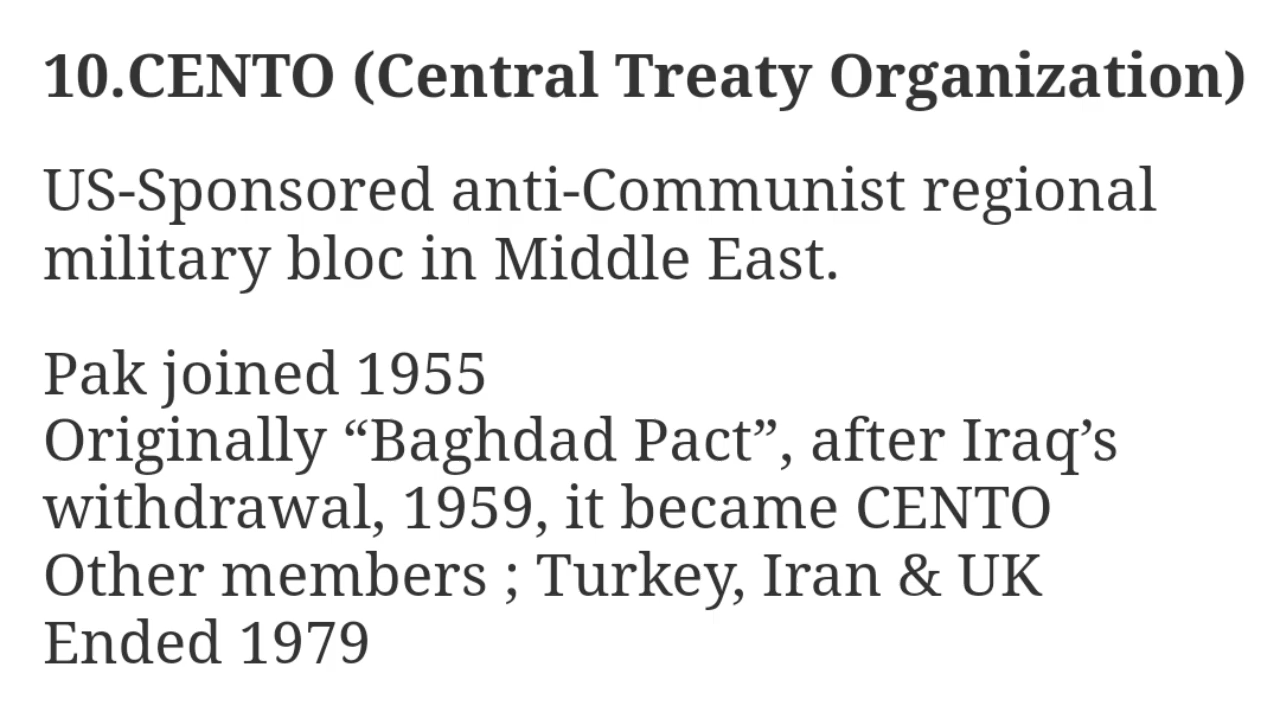 10.CENTO (Central Treaty Organization)
US-Sponsored anti-Communist regional
military bloc in Middle East.
Pak joined 1955
Originally “Baghdad Pact”, after Iraq’s
withdrawal, 1959, it became CENTO
Other members ; Turkey, Iran & UK
Ended 1979